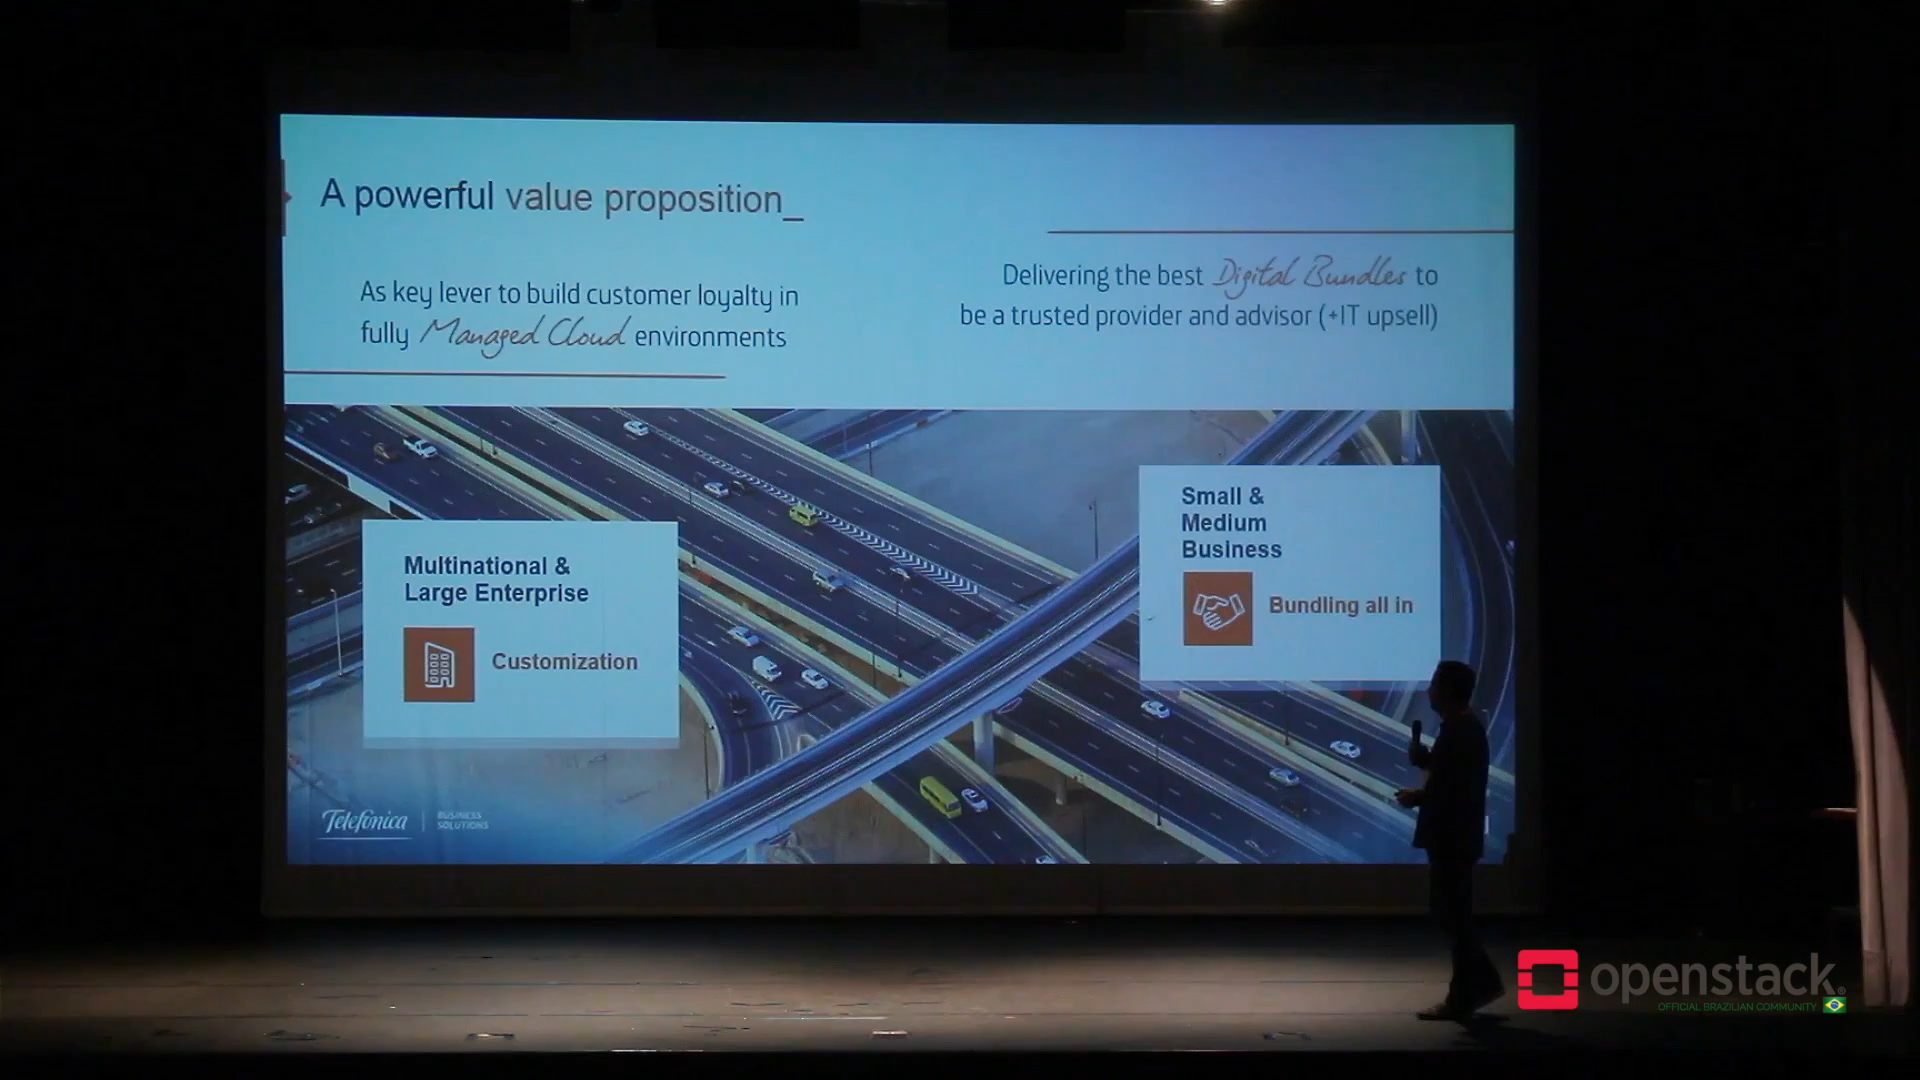 A powerful value proposition_
As key lever to build customer loyalty in
fully Managed Cloud environments
Delivering the best Digital Bundles to
be a trusted provider and advisor (+IT upsell)
Multinational &
Large Enterprise
Customization
Small &
Medium
Business
Bundling all in
Telefónica
BUSINESS
SOLUTIONS
openstack®
OFFICIAL BRAZILIAN COMMUNITY